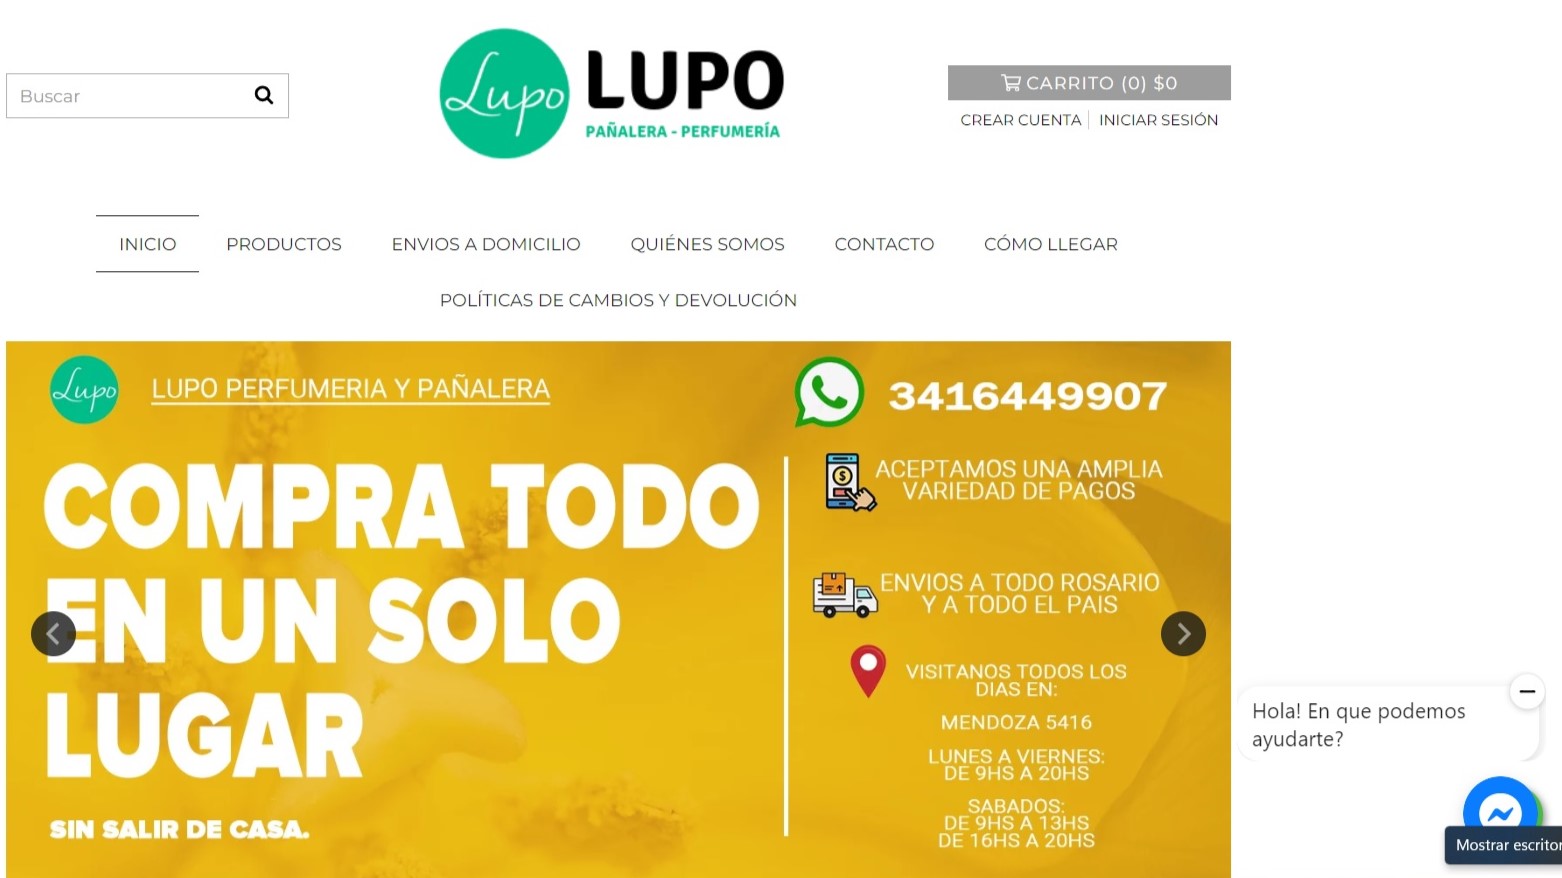 Buscar
Lupo
LUPO
PAÑALERA - PERFUMERÍA
CARRITO (0) $0
CREAR CUENTA
INICIAR SESIÓN
INICIO
PRODUCTOS
ENVIOS A DOMICILIO
QUIÉNES SOMOS
CONTACTO
CÓMO LLEGAR
POLÍTICAS DE CAMBIOS Y DEVOLUCIÓN
Lupo
LUPO PERFUMERIA Y PAÑALERA
COMPRA TODO
EN UN SOLO
LUGAR
SIN SALIR DE CASA.
3416449907
ACEPTAMOS UNA AMPLIA
VARIEDAD DE PAGOS
ENVIOS A TODO ROSARIO
Y A TODO EL PAIS
VISITANOS TODOS LOS
DIAS EN:
MENDOZA 5416
LUNES A VIERNES:
DE 9HS A 20HS
SABADOS:
DE 9HS A 13HS
DE 16HS A 20HS
Hola! En que podemos
ayudarte?
Mostrar escritor